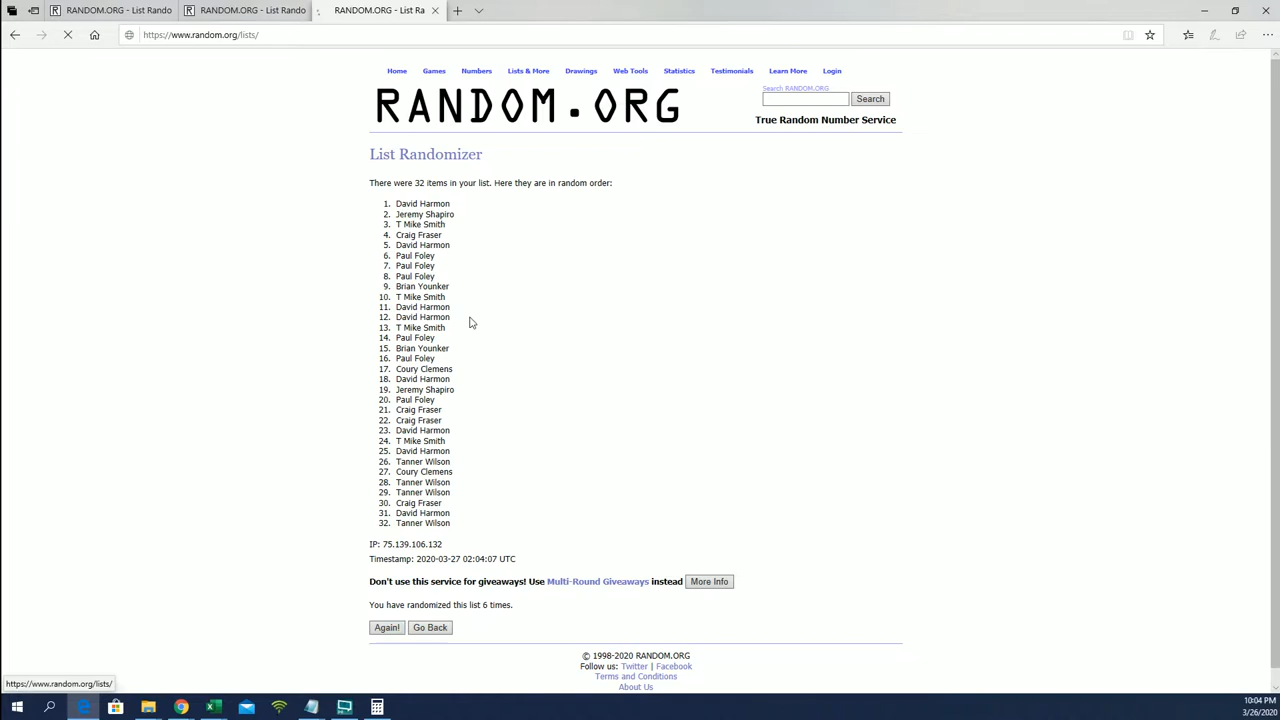 RANDOM.ORG - List Rando
RANDOM.ORG - List Rando
RANDOM.ORG - List Ra
https://www.random.org/lists/
Home Games Numbers Lists & More Drawings Web Tools Statistics Testimonials Learn More Login
RANDOM.ORG
Search RANDOM.ORG
Search
True Random Number Service
List Randomizer
There were 32 items in your list. Here they are in random order:
1. David Harmon
2. Jeremy Shapiro
3. T Mike Smith
4. Craig Fraser
5. David Harmon
6. Paul Foley
7. Paul Foley
8. Paul Foley
9. Brian Younker
10. T Mike Smith
11. David Harmon
12. David Harmon
13. T Mike Smith
14. Paul Foley
15. Brian Younker
16. Paul Foley
17. Coury Clemens
18. David Harmon
19. Jeremy Shapiro
20. Paul Foley
21. Craig Fraser
22. Craig Fraser
23. David Harmon
24. T Mike Smith
25. David Harmon
26. Tanner Wilson
27. Coury Clemens
28. Tanner Wilson
29. Tanner Wilson
30. Craig Fraser
31. David Harmon
32. Tanner Wilson
IP: 75.139.106.132
Timestamp: 2020-03-27 02:04:07 UTC
Don't use this service for giveaways! Use Multi-Round Giveaways instead More Info
You have randomized this list 6 times.
Again! Go Back
© 1998-2020 RANDOM.ORG
Follow us: Twitter | Facebook
Terms and Conditions
About Us
https://www.random.org/lists/
10:04 PM
3/26/2020